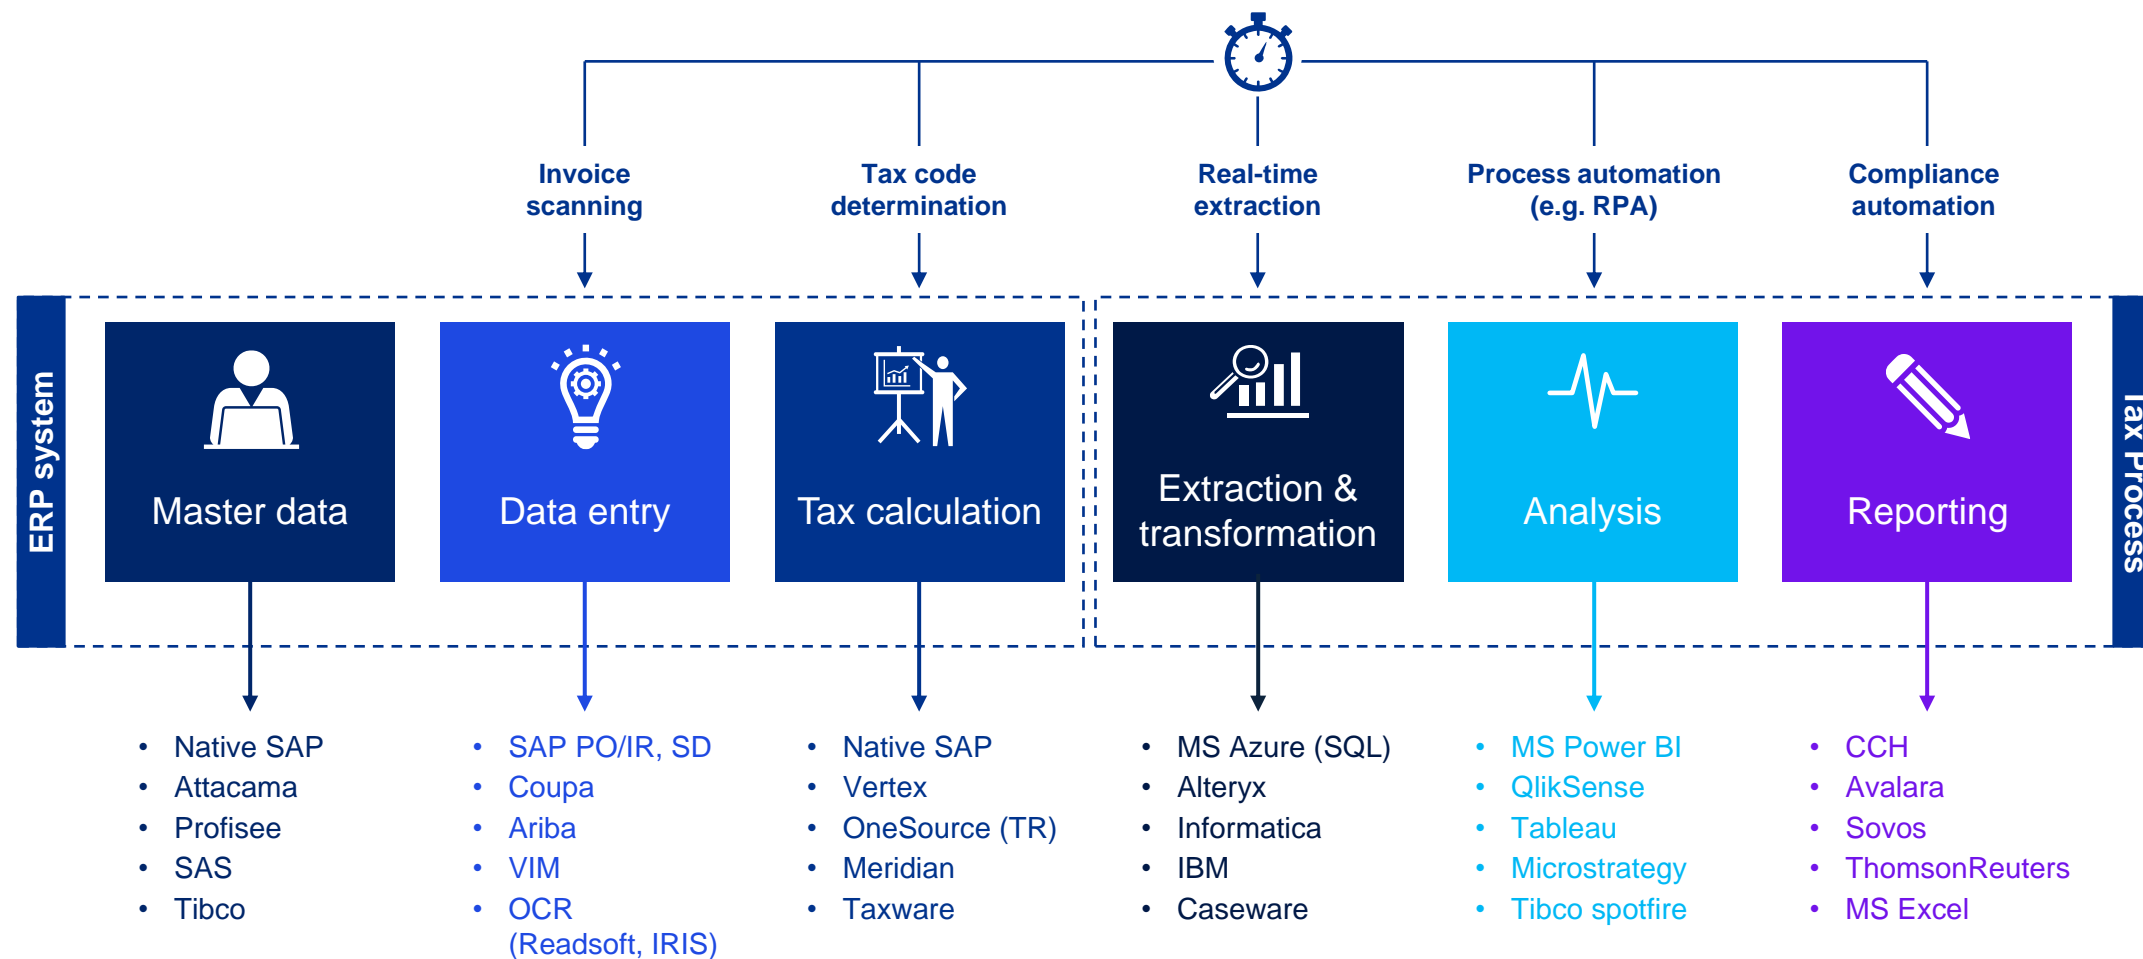 Invoice
scanning
Tax code
determination
Real-time
extraction
Process automation
(e.g. RPA)
Compliance
automation
ERP system
Master data
Data entry
Tax calculation
Extraction &
transformation
Analysis
Reporting
Tax Process
• Native SAP
• Attacama
• Profisee
• SAS
• Tibco
• SAP PO/IR, SD
• Coupa
• Ariba
• VIM
• OCR
(Readsoft, IRIS)
• Native SAP
• Vertex
• OneSource (TR)
• Meridian
• Taxware
• MS Azure (SQL)
• Alteryx
• Informatica
• IBM
• Caseware
• MS Power BI
• QlikSense
• Tableau
• Microstrategy
• Tibco spotfire
• CCH
• Avalara
• Sovos
• ThomsonReuters
• MS Excel